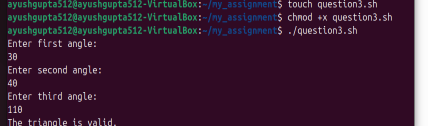 ayushgupta512@ayushgupta512-VirtualBox:~/my_assignment$ touch question3.sh
ayushgupta512@ayushgupta512-VirtualBox:~/my_assignment$ chmod +x question3.sh
ayushgupta512@ayushgupta512-VirtualBox:~/my_assignment$ ./question3.sh
Enter first angle:
30
Enter second angle:
40
Enter third angle:
110
The triangle is valid.